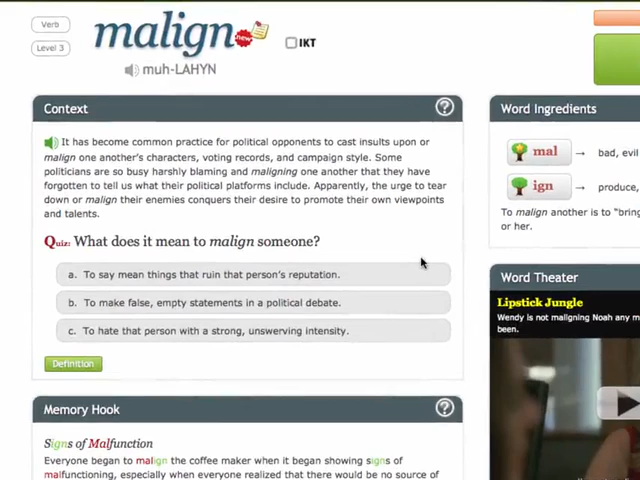 Verb
Level 3
malign
new
IKT
muh-LAHYN
Context
?
It has become common practice for political opponents to cast insults upon or
malign one another's characters, voting records, and campaign style. Some
politicians are so busy harshly blaming and maligning one another that they have
forgotten to tell us what their political platforms include. Apparently, the urge to tear
down or malign their enemies conquers their desire to promote their own viewpoints
and talents.
Quiz: What does it mean to malign someone?
a. To say mean things that ruin that person's reputation.
b. To make false, empty statements in a political debate.
c. To hate that person with a strong, unswerving intensity.
Definition
Memory Hook
?
Signs of Malfunction
Everyone began to malign the coffee maker when it began showing signs of
malfunctioning, especially when everyone realized that there would be no source of
Word Ingredients
mal → bad, evil
ign → produce,
To malign another is to "bring
or her.
Word Theater
Lipstick Jungle
Wendy is not maligning Noah any m
been.